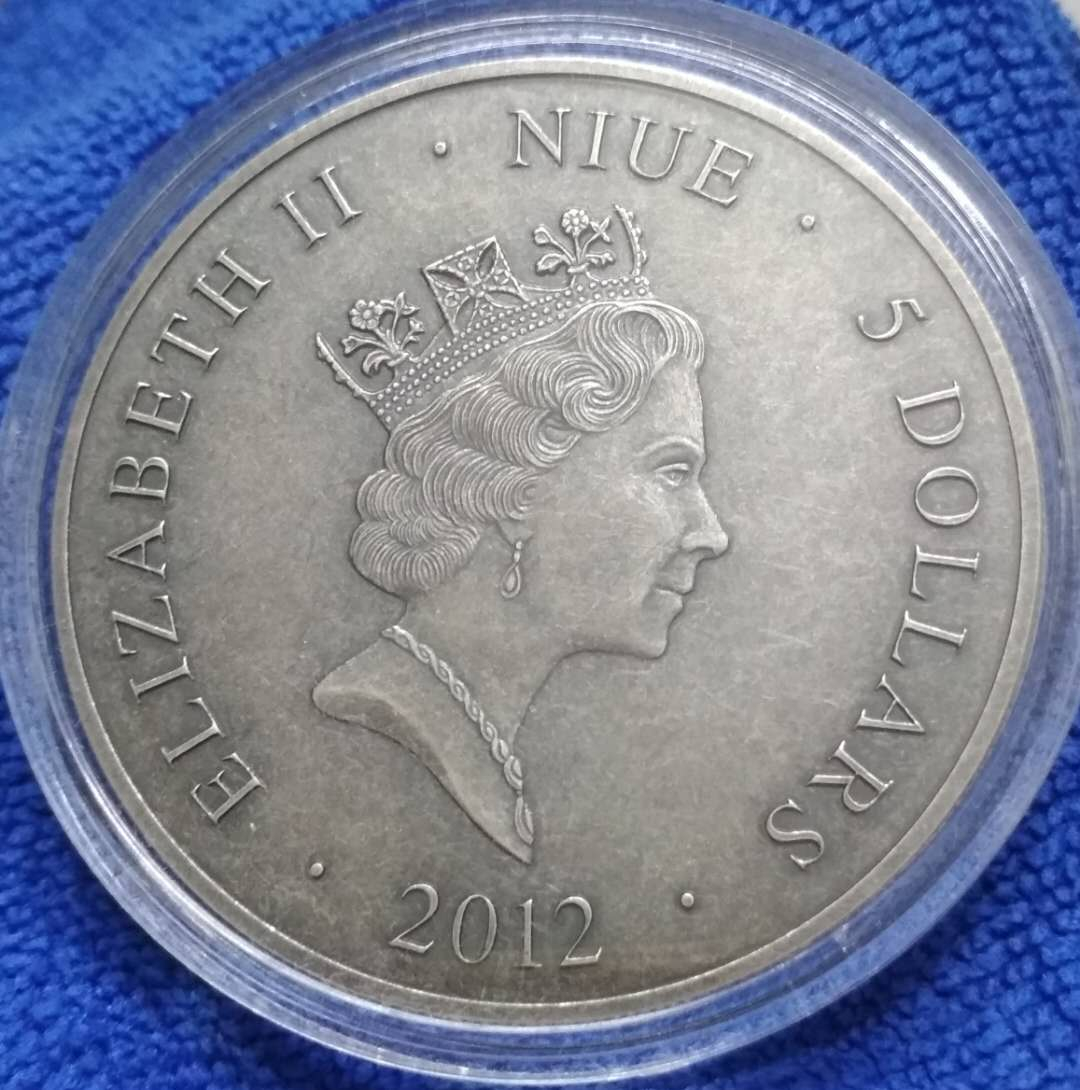 ELIZABETH II · NIUE · 5 DOLLARS
· 2012 ·